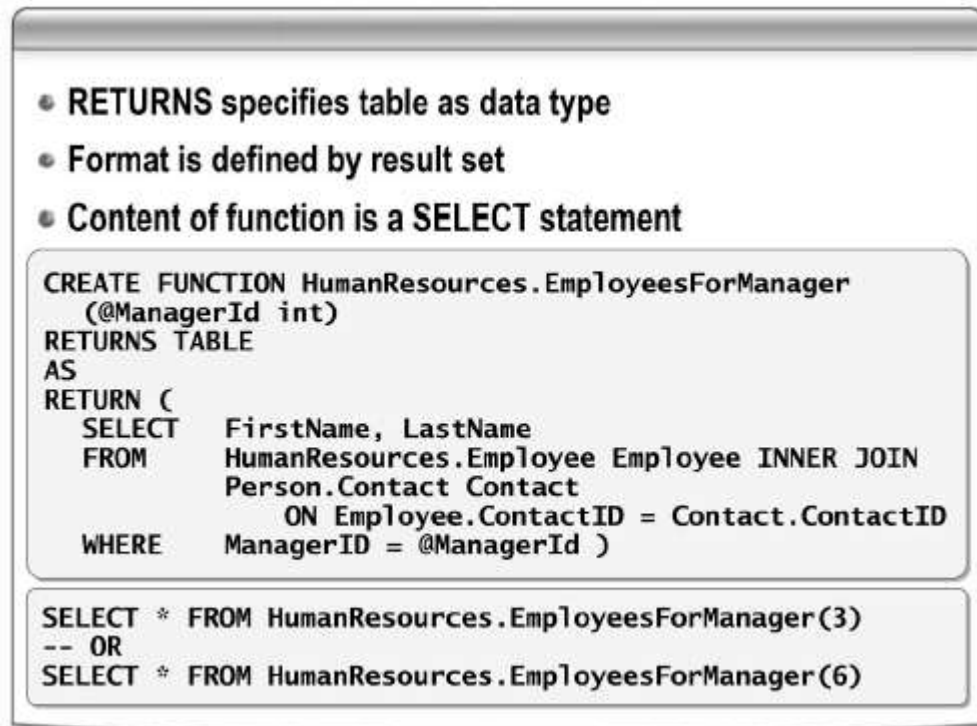 RETURNS specifies table as data type
Format is defined by result set
Content of function is a SELECT statement
CREATE FUNCTION HumanResources.EmployeesForManager
(@ManagerId int)
RETURNS TABLE
AS
RETURN (
SELECT FirstName, LastName
FROM HumanResources.Employee Employee INNER JOIN
Person.Contact Contact
ON Employee.ContactID = Contact.ContactID
WHERE ManagerID = @ManagerId )
SELECT * FROM HumanResources.EmployeesForManager(3)
-- OR
SELECT * FROM HumanResources.EmployeesForManager(6)